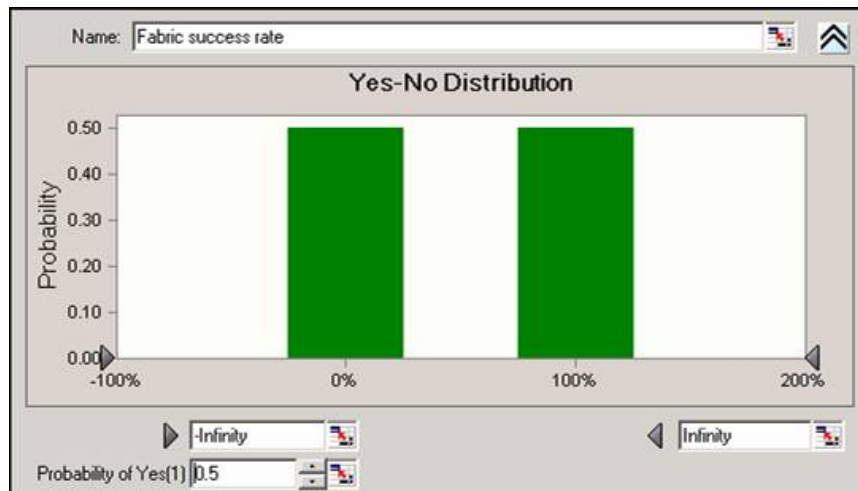 Name: Fabric success rate
Yes-No Distribution
Probability
0.50
0.40
0.30
0.20
0.10
0.00
-100% 0% 100% 200%
-Infinity Infinity
Probability of Yes(1) 0.5